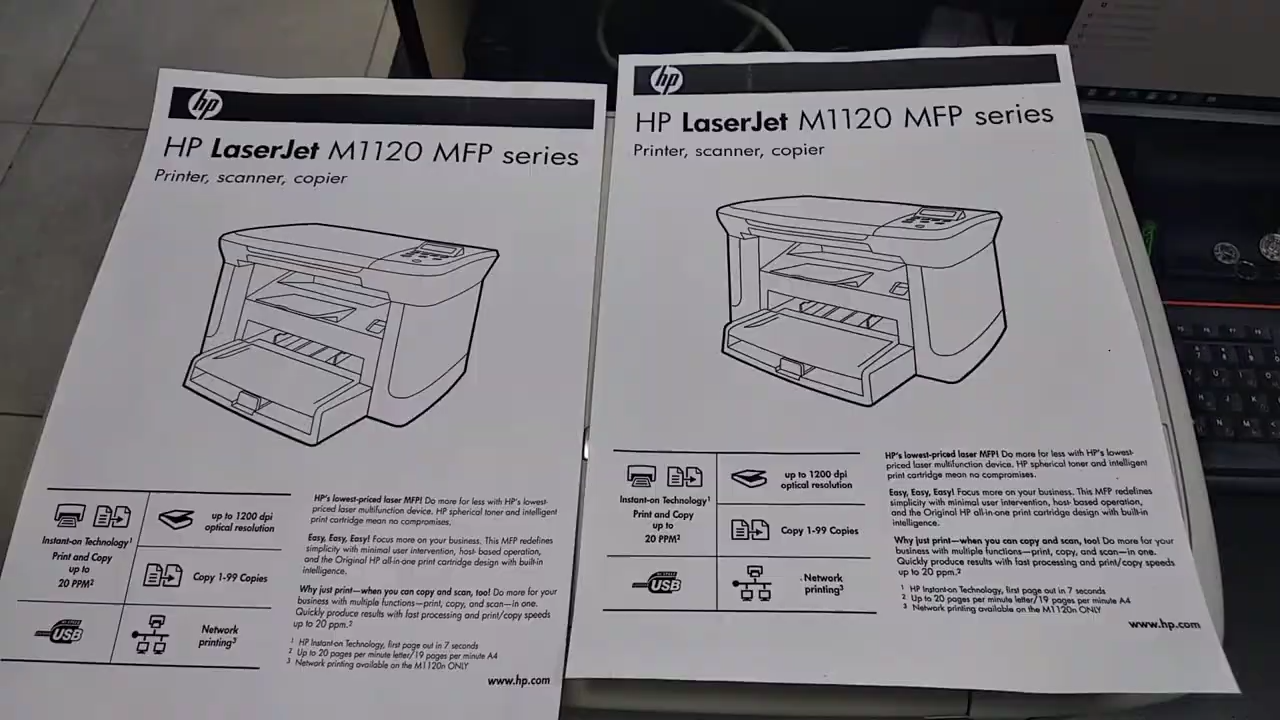 hp
HP LaserJet M1120 MFP series
Printer, scanner, copier
Instant-on Technology¹
Print and Copy
up to
20 PPM²
up to 1200 dpi
optical resolution
Copy 1-99 Copies
USB
Network
printing³
HP's lowest-priced laser MFP! Do more for less with HP's lowest-
priced laser multifunction device. HP spherical toner and intelligent
print cartridge mean no compromises.
Easy, Easy, Easy! Focus more on your business. This MFP redefines
simplicity with minimal user intervention, host-based operation,
and the Original HP all-in-one print cartridge design with built-in
intelligence.
Why just print—when you can copy and scan, too! Do more for your
business with multiple functions—print, copy, and scan—in one.
Quickly produce results with fast processing and print/copy speeds
up to 20 ppm.²
¹ HP Instant-on Technology, first page out in 7 seconds
² Up to 20 pages per minute letter/19 pages per minute A4
³ Network printing available on the M1120n ONLY
www.hp.com
hp
HP LaserJet M1120 MFP series
Printer, scanner, copier
Instant-on Technology¹
Print and Copy
up to
20 PPM²
up to 1200 dpi
optical resolution
Copy 1-99 Copies
USB
Network
printing³
HP's lowest-priced laser MFP! Do more for less with HP's lowest-
priced laser multifunction device. HP spherical toner and intelligent
print cartridge mean no compromises.
Easy, Easy, Easy! Focus more on your business. This MFP redefines
simplicity with minimal user intervention, host-based operation,
and the Original HP all-in-one print cartridge design with built-in
intelligence.
Why just print—when you can copy and scan, too! Do more for your
business with multiple functions—print, copy, and scan—in one.
Quickly produce results with fast processing and print/copy speeds
up to 20 ppm.²
¹ HP Instant-on Technology, first page out in 7 seconds
² Up to 20 pages per minute letter/19 pages per minute A4
³ Network printing available on the M1120n ONLY
www.hp.com